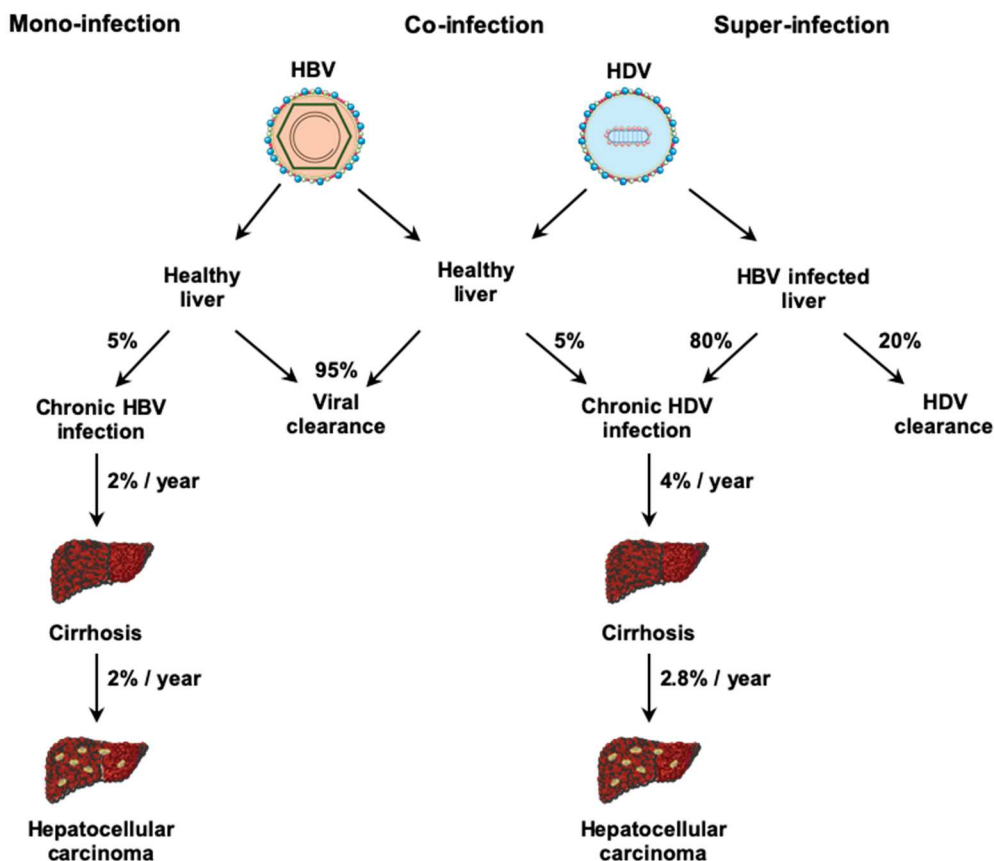 Mono-infection
Co-infection
Super-infection
HBV
HDV
Healthy
liver
Healthy
liver
HBV infected
liver
5%
95%
5%
80%
20%
Chronic HBV
infection
Viral
clearance
Chronic HDV
infection
HDV
clearance
2% / year
4% / year
Cirrhosis
Cirrhosis
2% / year
2.8% / year
Hepatocellular
carcinoma
Hepatocellular
carcinoma